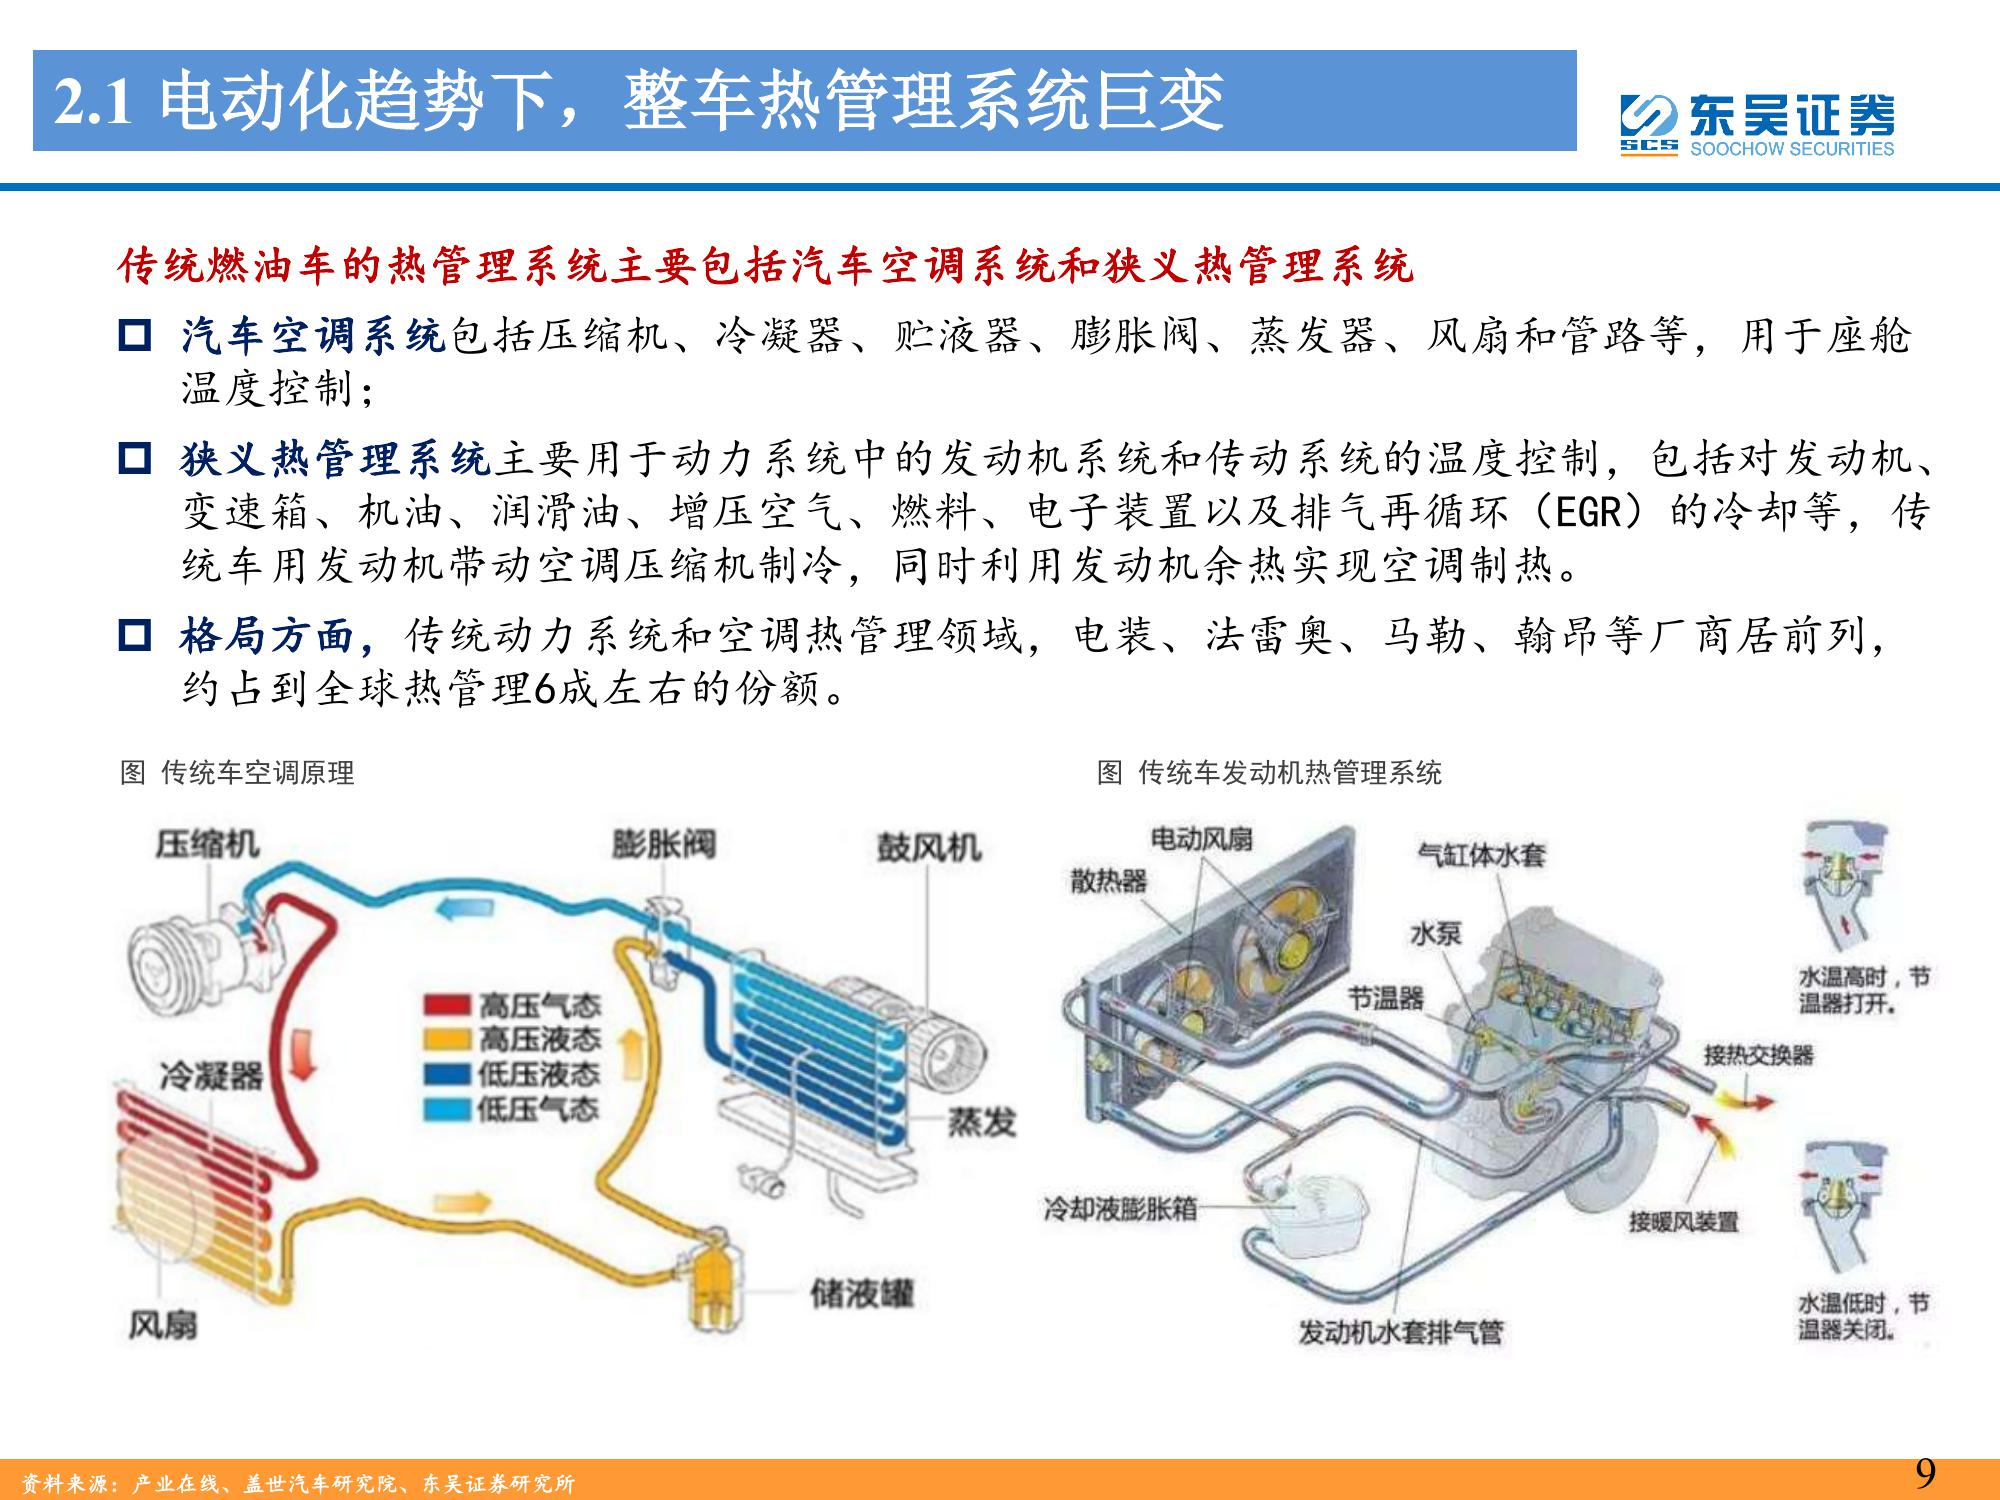 2.1 电动化趋势下，整车热管理系统巨变
东吴证券
SCS
SOOCHOW SECURITIES
传统燃油车的热管理系统主要包括汽车空调系统和狭义热管理系统
汽车空调系统包括压缩机、冷凝器、贮液器、膨胀阀、蒸发器、风扇和管路等，用于座舱
温度控制；
狭义热管理系统主要用于动力系统中的发动机系统和传动系统的温度控制，包括对发动机、
变速箱、机油、润滑油、增压空气、燃料、电子装置以及排气再循环（EGR）的冷却等，传
统车用发动机带动空调压缩机制冷，同时利用发动机余热实现空调制热。
格局方面，传统动力系统和空调热管理领域，电装、法雷奥、马勒、翰昂等厂商居前列，
约占到全球热管理6成左右的份额。
图 传统车空调原理
压缩机
膨胀阀
鼓风机
高压气态
高压液态
低压液态
低压气态
冷凝器
蒸发
储液罐
风扇
图 传统车发动机热管理系统
电动风扇
散热器
气缸体水套
水泵
节温器
水温高时，节
温器打开。
接热交换器
冷却液膨胀箱
接暖风装置
发动机水套排气管
水温低时，节
温器关闭。
资料来源：产业在线、盖世汽车研究院、东吴证券研究所
9